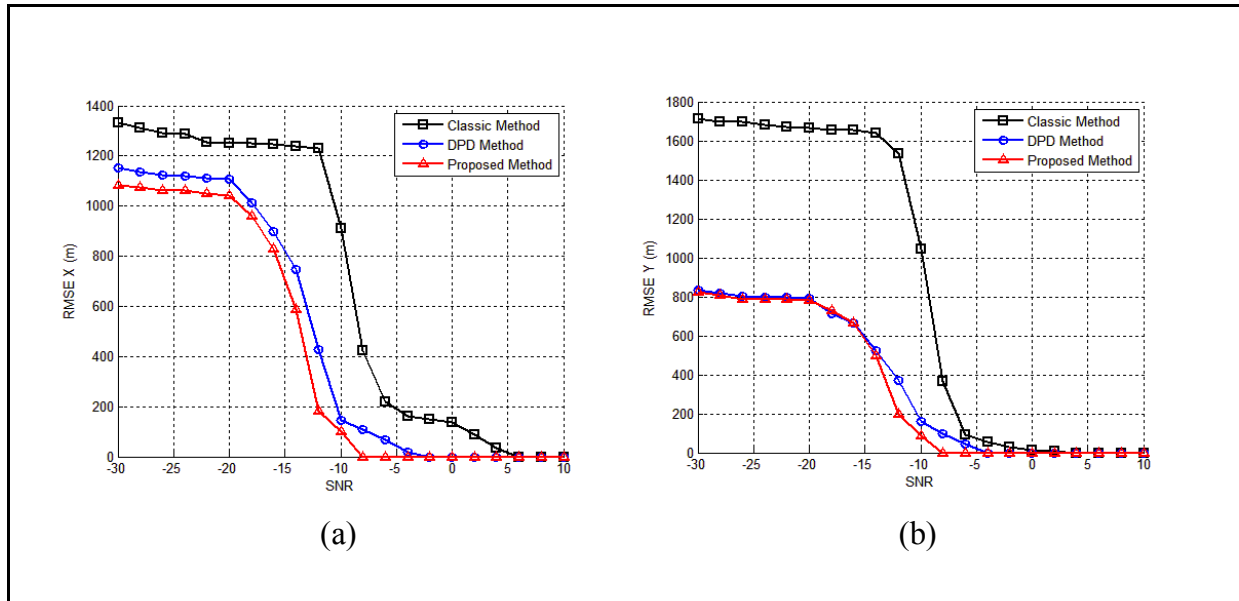 1400
1200
1000
800
600
400
200
0
RMSE X (m)
-30 -25 -20 -15 -10 -5 0 5 10
SNR
Classic Method
DPD Method
Proposed Method
(a)
1800
1600
1400
1200
1000
800
600
400
200
0
RMSE Y (m)
-30 -25 -20 -15 -10 -5 0 5 10
SNR
Classic Method
DPD Method
Proposed Method
(b)